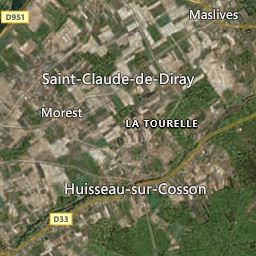 D951
Maslives
Saint-Claude-de-Diray
Morest
LA TOURELLE
Huisseau-sur-Cosson
D33